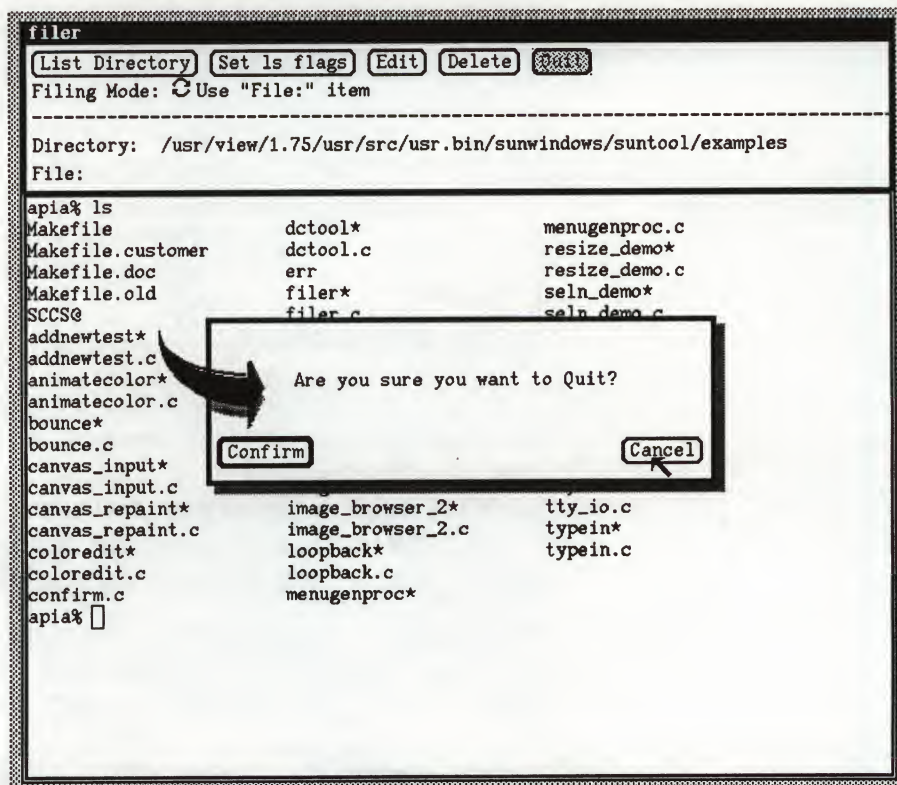 filer
List Directory Set ls flags Edit Delete Quit
Filing Mode: Use "File:" item
Directory: /usr/view/1.75/usr/src/usr.bin/sunwindows/suntool/examples
File:
apia% ls
Makefile dctool* menugenproc.c
Makefile.customer dctool.c resize_demo*
Makefile.doc err resize_demo.c
Makefile.old filer* seln_demo*
SCCS@ filer.c seln_demo.c
addnewtest*
addnewtest.c
animatecolor*
animatecolor.c
bounce*
bounce.c
canvas_input*
canvas_input.c
Are you sure you want to Quit?
Confirm Cancel
canvas_repaint* image_browser_2* tty_io.c
canvas_repaint.c image_browser_2.c typein*
coloredit* loopback* typein.c
coloredit.c loopback.c
confirm.c menugenproc*
apia%